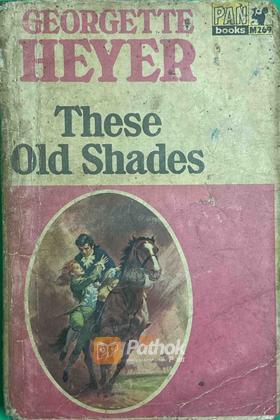 GEORGETTE
HEYER
PAN
books M269
These
Old Shades
Pathok